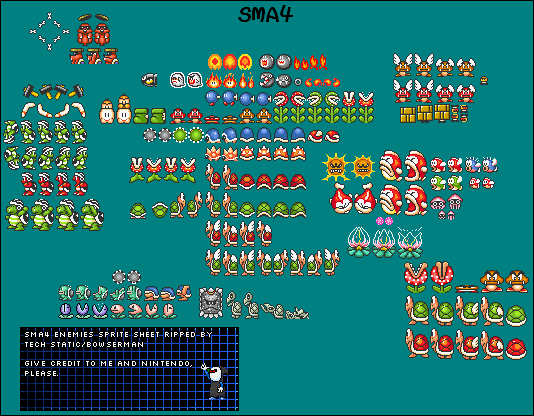 SMA4
SMA4 ENEMIES SPRITE SHEET RIPPED BY
TECH STATIC/BOWSERMAN
GIVE CREDIT TO ME AND NINTENDO,
PLEASE.